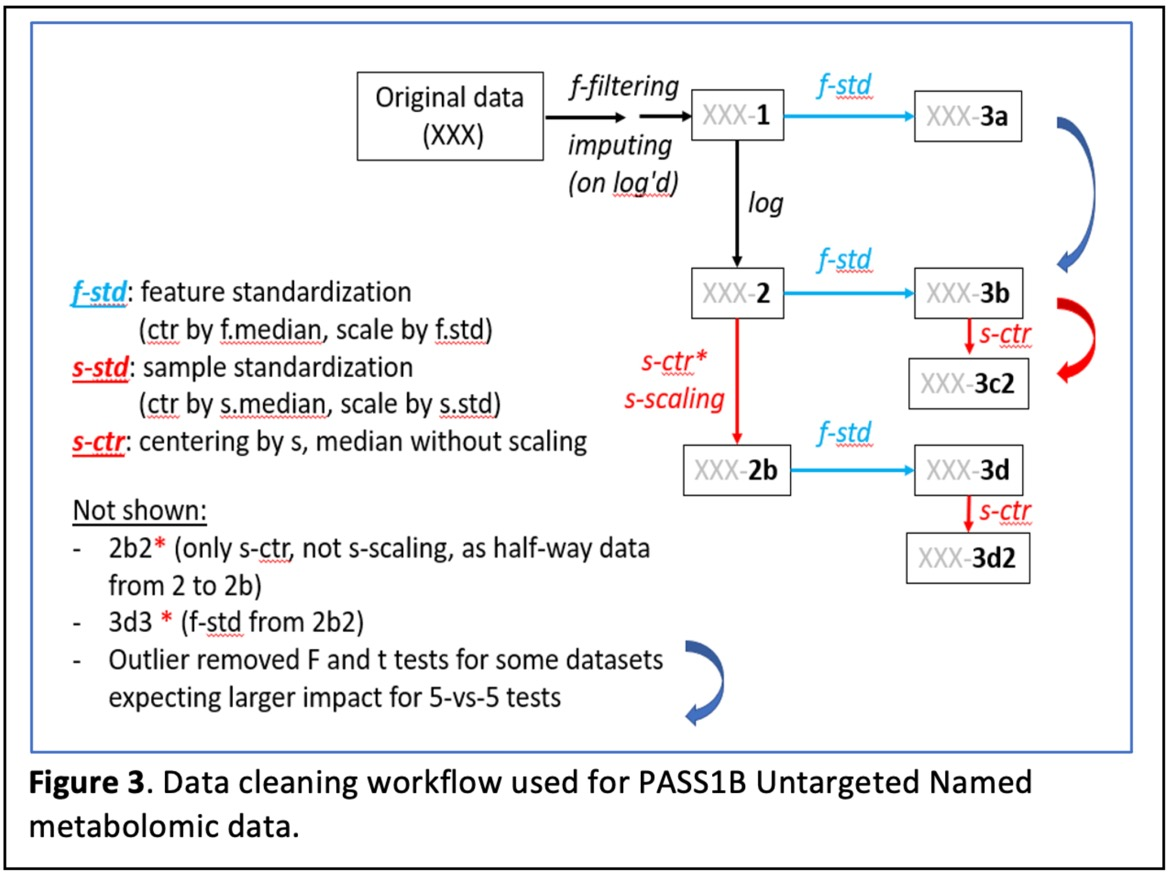 Original data
(XXX)
f-filtering
imputing
(on log'd)
XXX-1
f-std
XXX-3a
log
XXX-2
f-std
XXX-3b
s-ctr
XXX-3c2
s-ctr*
s-scaling
XXX-2b
f-std
XXX-3d
s-ctr
XXX-3d2
f-std: feature standardization
(ctr by f.median, scale by f.std)
s-std: sample standardization
(ctr by s.median, scale by s.std)
s-ctr: centering by s, median without scaling
Not shown:
- 2b2* (only s-ctr, not s-scaling, as half-way data
from 2 to 2b)
- 3d3 * (f-std from 2b2)
- Outlier removed F and t tests for some datasets
expecting larger impact for 5-vs-5 tests
Figure 3. Data cleaning workflow used for PASS1B Untargeted Named
metabolomic data.